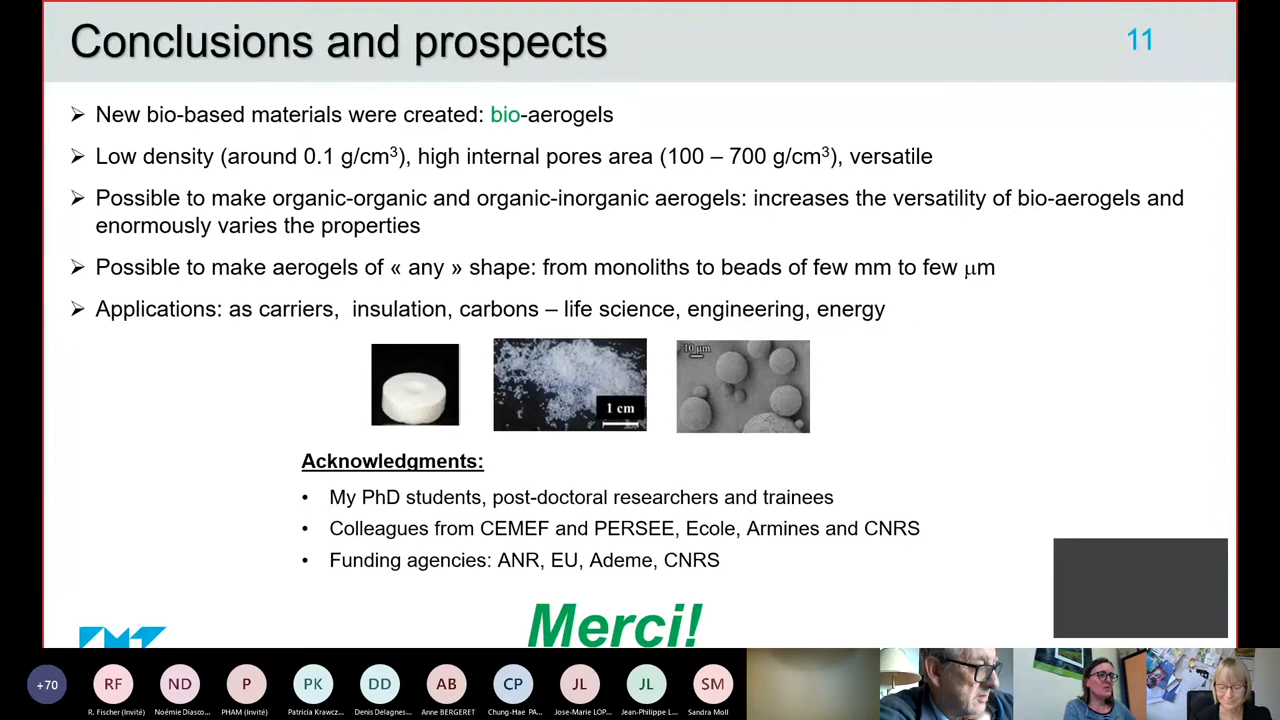 Conclusions and prospects
11
➢ New bio-based materials were created: bio-aerogels
➢ Low density (around 0.1 g/cm³), high internal pores area (100 – 700 g/cm³), versatile
➢ Possible to make organic-organic and organic-inorganic aerogels: increases the versatility of bio-aerogels and
enormously varies the properties
➢ Possible to make aerogels of « any » shape: from monoliths to beads of few mm to few μm
➢ Applications: as carriers, insulation, carbons – life science, engineering, energy
1 cm
10 μm
Acknowledgments:
• My PhD students, post-doctoral researchers and trainees
• Colleagues from CEMEF and PERSEE, Ecole, Armines and CNRS
• Funding agencies: ANR, EU, Ademe, CNRS
Merci!
+70
RF
ND
P
PK
DD
AB
CP
JL
JL
SM
R. Fischer (Invité)
Noémie Diasco...
PHAM (Invité)
Patricia Krawcz...
Denis Delagnes...
Anne BERGERET
Chung-Hae PA...
Jose-Marie LOP...
Jean-Philippe L...
Sandra Moll